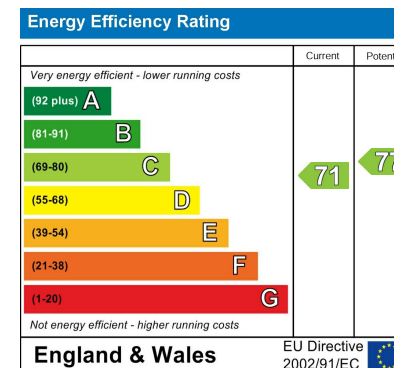 Energy Efficiency Rating
Current Potent
Very energy efficient - lower running costs
(92 plus) A
(81-91) B
(69-80) C
(55-68) D
(39-54) E
(21-38) F
(1-20) G
71
77
Not energy efficient - higher running costs
England & Wales
EU Directive
2002/91/EC